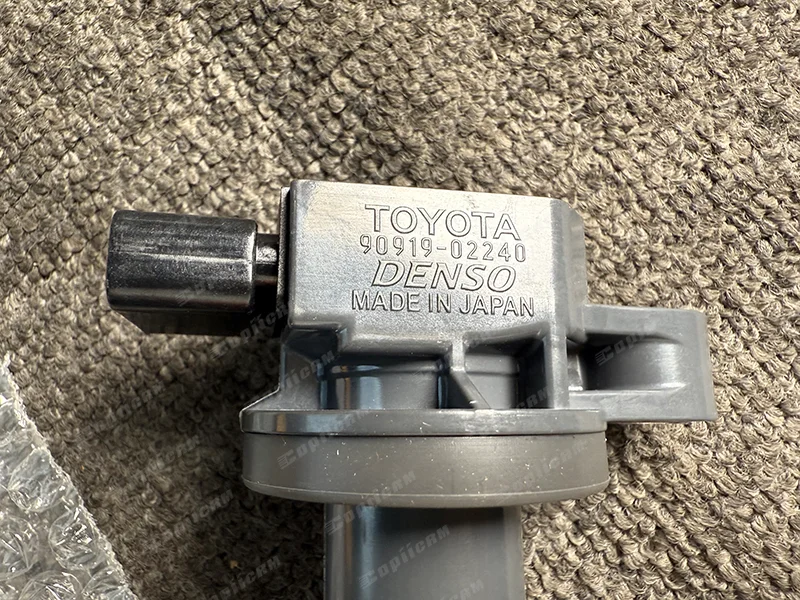 TOYOTA
90919-02240
DENSO
MADE IN JAPAN